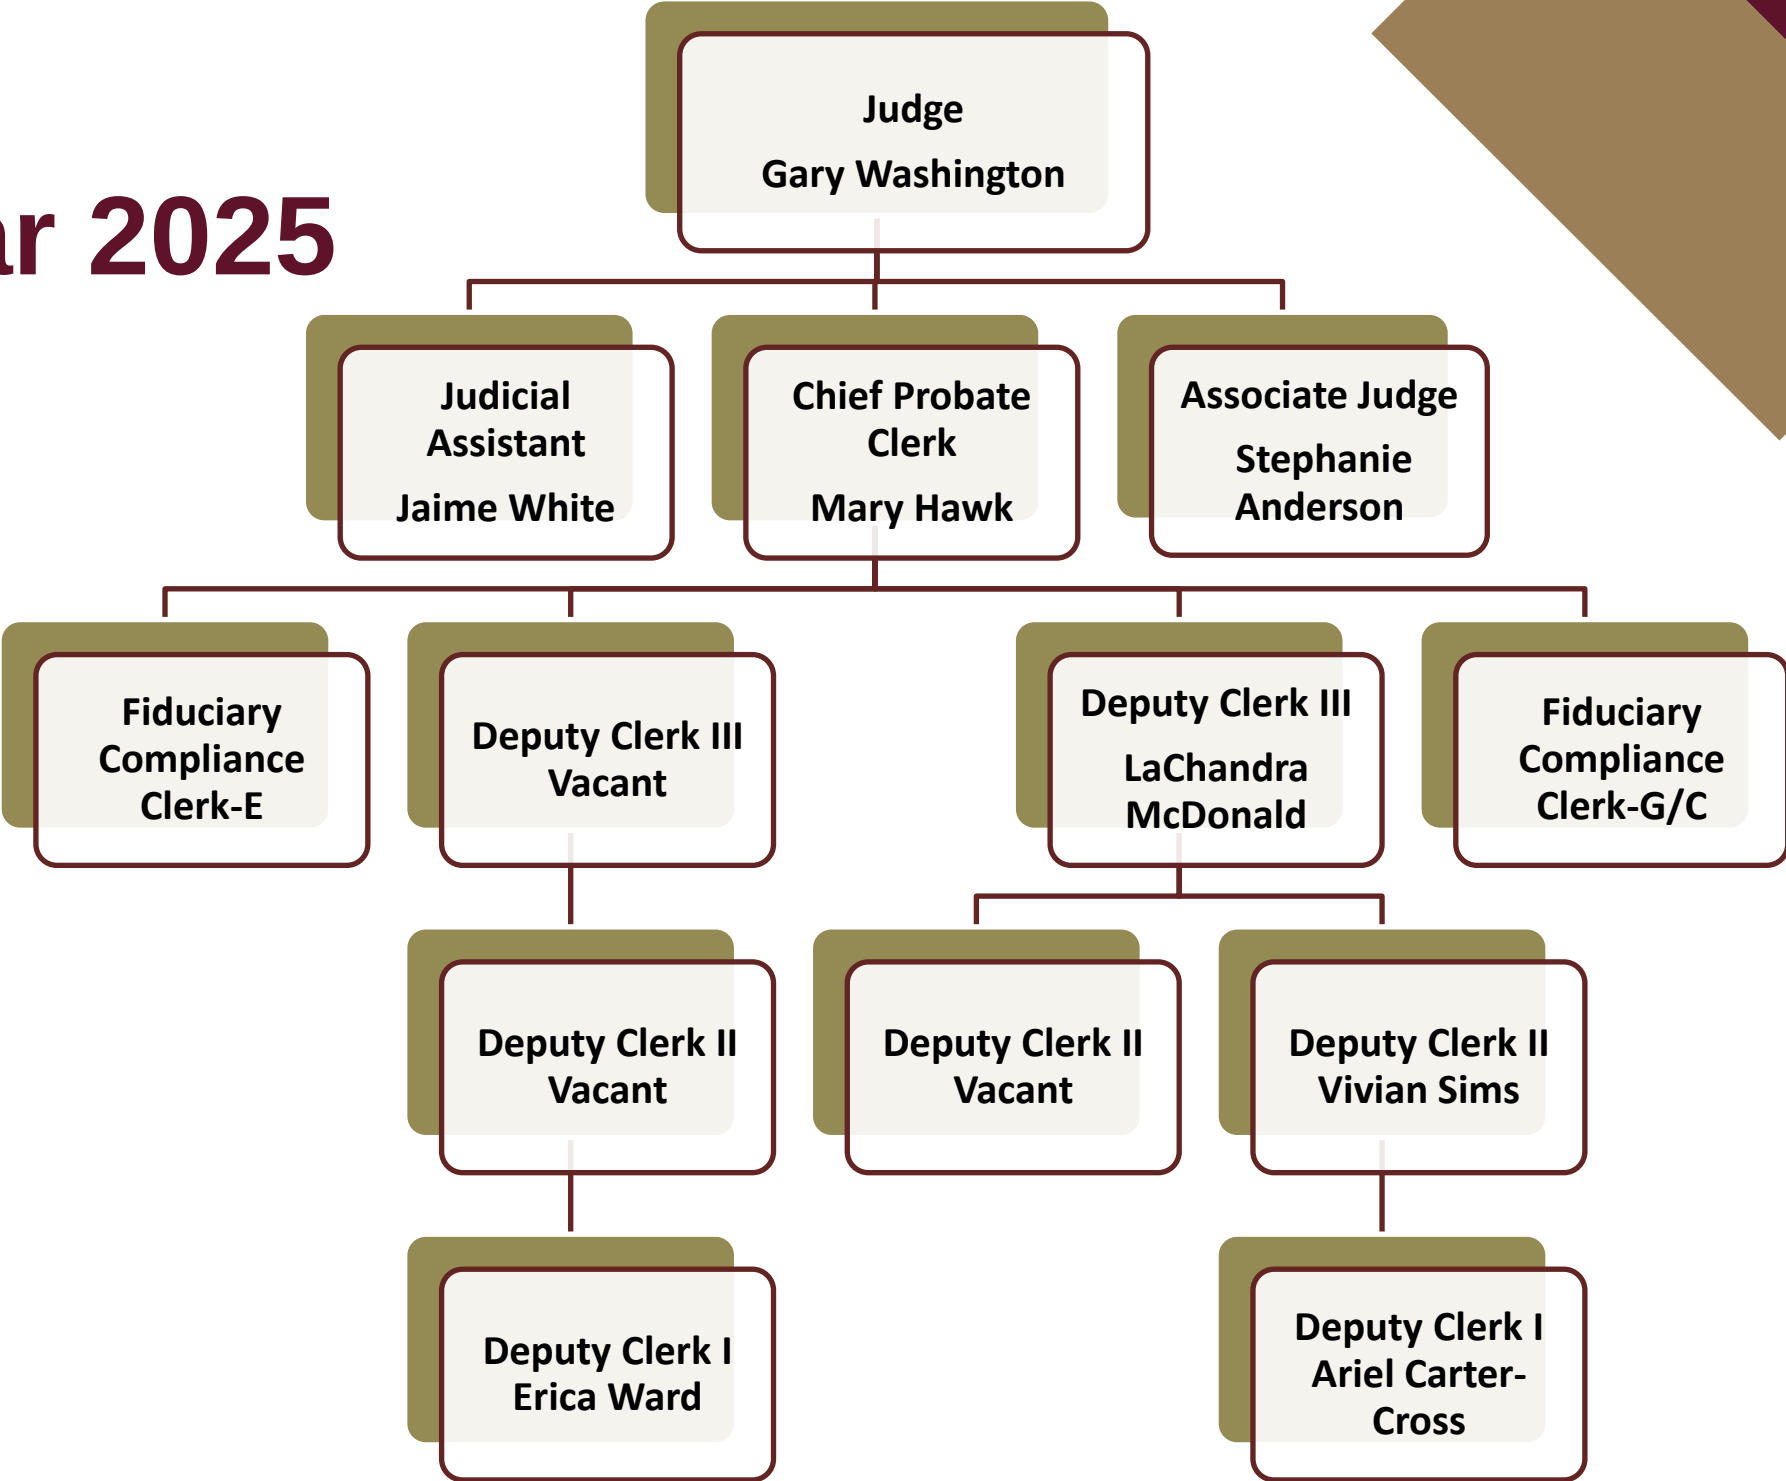 Judge
Gary Washington
2025
Judicial
Assistant
Jaime White
Chief Probate
Clerk
Mary Hawk
Associate Judge
Stephanie
Anderson
Fiduciary
Compliance
Clerk-E
Deputy Clerk III
Vacant
Deputy Clerk III
LaChandra
McDonald
Fiduciary
Compliance
Clerk-G/C
Deputy Clerk II
Vacant
Deputy Clerk II
Vacant
Deputy Clerk II
Vivian Sims
Deputy Clerk I
Erica Ward
Deputy Clerk I
Ariel Carter-
Cross